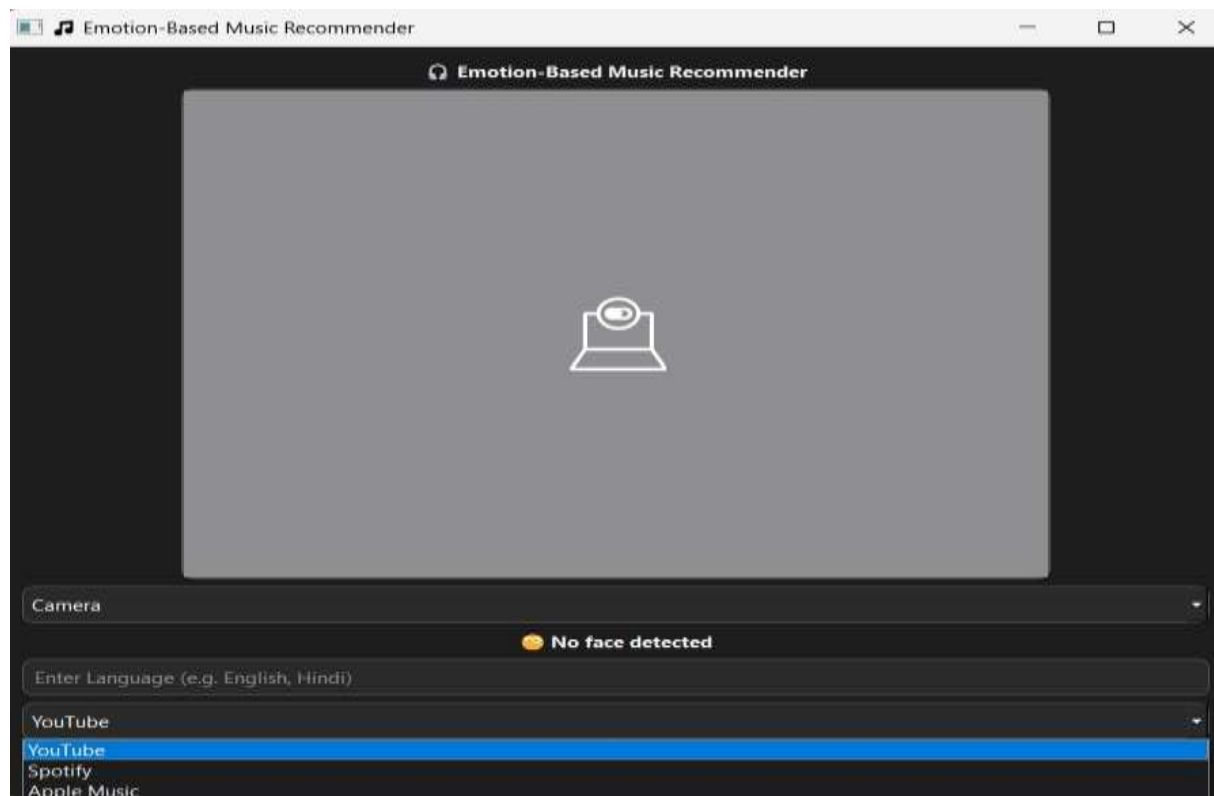 Emotion-Based Music Recommender
Emotion-Based Music Recommender
Camera
No face detected
Enter Language (e.g. English, Hindi)
YouTube
YouTube
Spotify
Apple Music